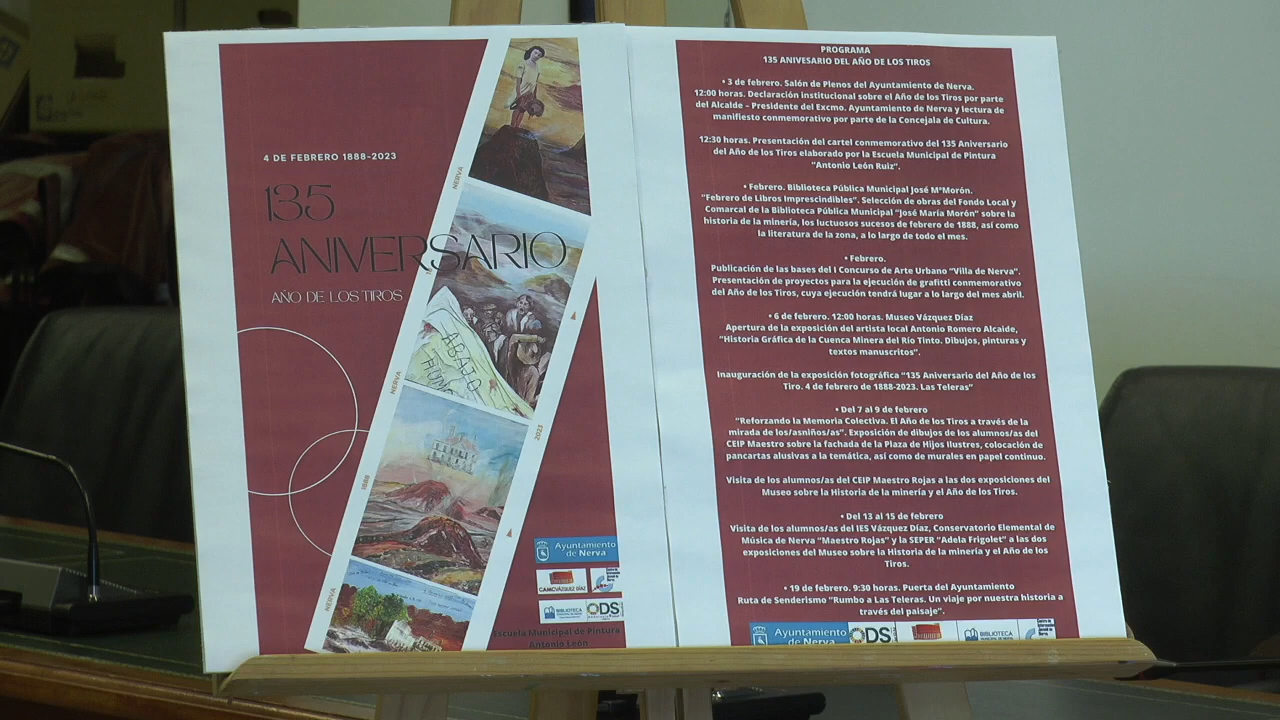 4 DE FEBRERO 1888-2023
135
ANIVERSARIO
AÑO DE LOS TIROS
NERVA
NERVA
1888
NERVA
2023
ABAJO
HUMO
Ayuntamiento
de Nerva
CAMC VÁZQUEZ DÍAZ
BIBLIOTECA
ODS
Escuela Municipal de Pintura
Antonio León
PROGRAMA
135 ANIVESARIO DEL AÑO DE LOS TIROS
• 3 de febrero. Salón de Plenos del Ayuntamiento de Nerva.
12:00 horas. Declaración institucional sobre el Año de los Tiros por parte
del Alcalde – Presidente del Excmo. Ayuntamiento de Nerva y lectura de
manifiesto conmemorativo por parte de la Concejala de Cultura.
12:30 horas. Presentación del cartel conmemorativo del 135 Aniversario
del Año de los Tiros elaborado por la Escuela Municipal de Pintura
“Antonio León Ruiz”.
• Febrero. Biblioteca Pública Municipal José MªMorón.
“Febrero de Libros Imprescindibles”. Selección de obras del Fondo Local y
Comarcal de la Biblioteca Pública Municipal “José María Morón” sobre la
historia de la minería, los luctuosos sucesos de febrero de 1888, así como
la literatura de la zona, a lo largo de todo el mes.
• Febrero.
Publicación de las bases del I Concurso de Arte Urbano “Villa de Nerva”.
Presentación de proyectos para la ejecución de grafitti conmemorativo
del Año de los Tiros, cuya ejecución tendrá lugar a lo largo del mes abril.
• 6 de febrero. 12:00 horas. Museo Vázquez Díaz
Apertura de la exposición del artista local Antonio Romero Alcaide,
“Historia Gráfica de la Cuenca Minera del Río Tinto. Dibujos, pinturas y
textos manuscritos”.
Inauguración de la exposición fotográfica “135 Aniversario del Año de los
Tiro. 4 de febrero de 1888-2023. Las Teleras”
• Del 7 al 9 de febrero
“Reforzando la Memoria Colectiva. El Año de los Tiros a través de la
mirada de los/asniños/as”. Exposición de dibujos de los alumnos/as del
CEIP Maestro sobre la fachada de la Plaza de Hijos Ilustres, colocación de
pancartas alusivas a la temática, así como de murales en papel continuo.
Visita de los alumnos/as del CEIP Maestro Rojas a las dos exposiciones del
Museo sobre la Historia de la minería y el Año de los Tiros.
• Del 13 al 15 de febrero
Visita de los alumnos/as del IES Vázquez Díaz, Conservatorio Elemental de
Música de Nerva “Maestro Rojas” y la SEPER “Adela Frigolet” a las dos
exposiciones del Museo sobre la Historia de la minería y el Año de los
Tiros.
• 19 de febrero. 9:30 horas. Puerta del Ayuntamiento
Ruta de Senderismo “Rumbo a Las Teleras. Un viaje por nuestra historia a
través del paisaje”.
Ayuntamiento
de Nerva
ODS
BIBLIOTECA